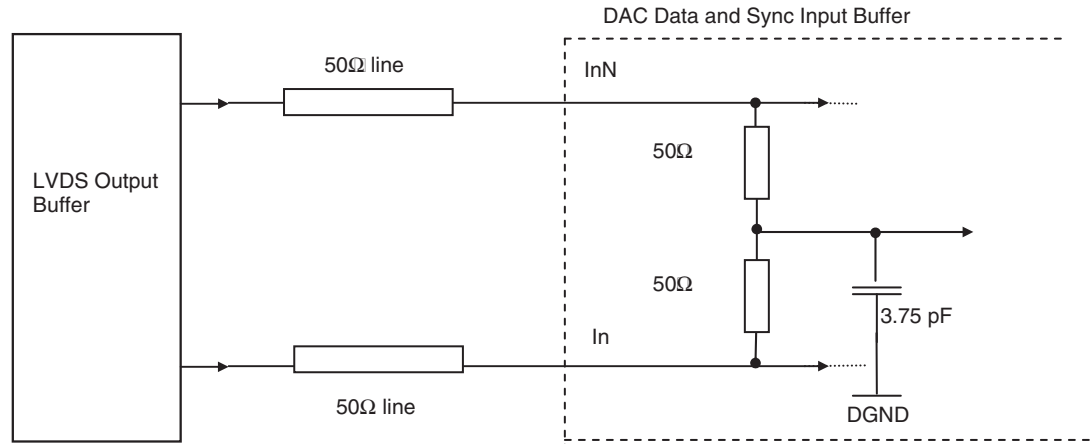 DAC Data and Sync Input Buffer
50Ω line
InN
50Ω
LVDS Output
Buffer
50Ω
3.75 pF
In
50Ω line
DGND